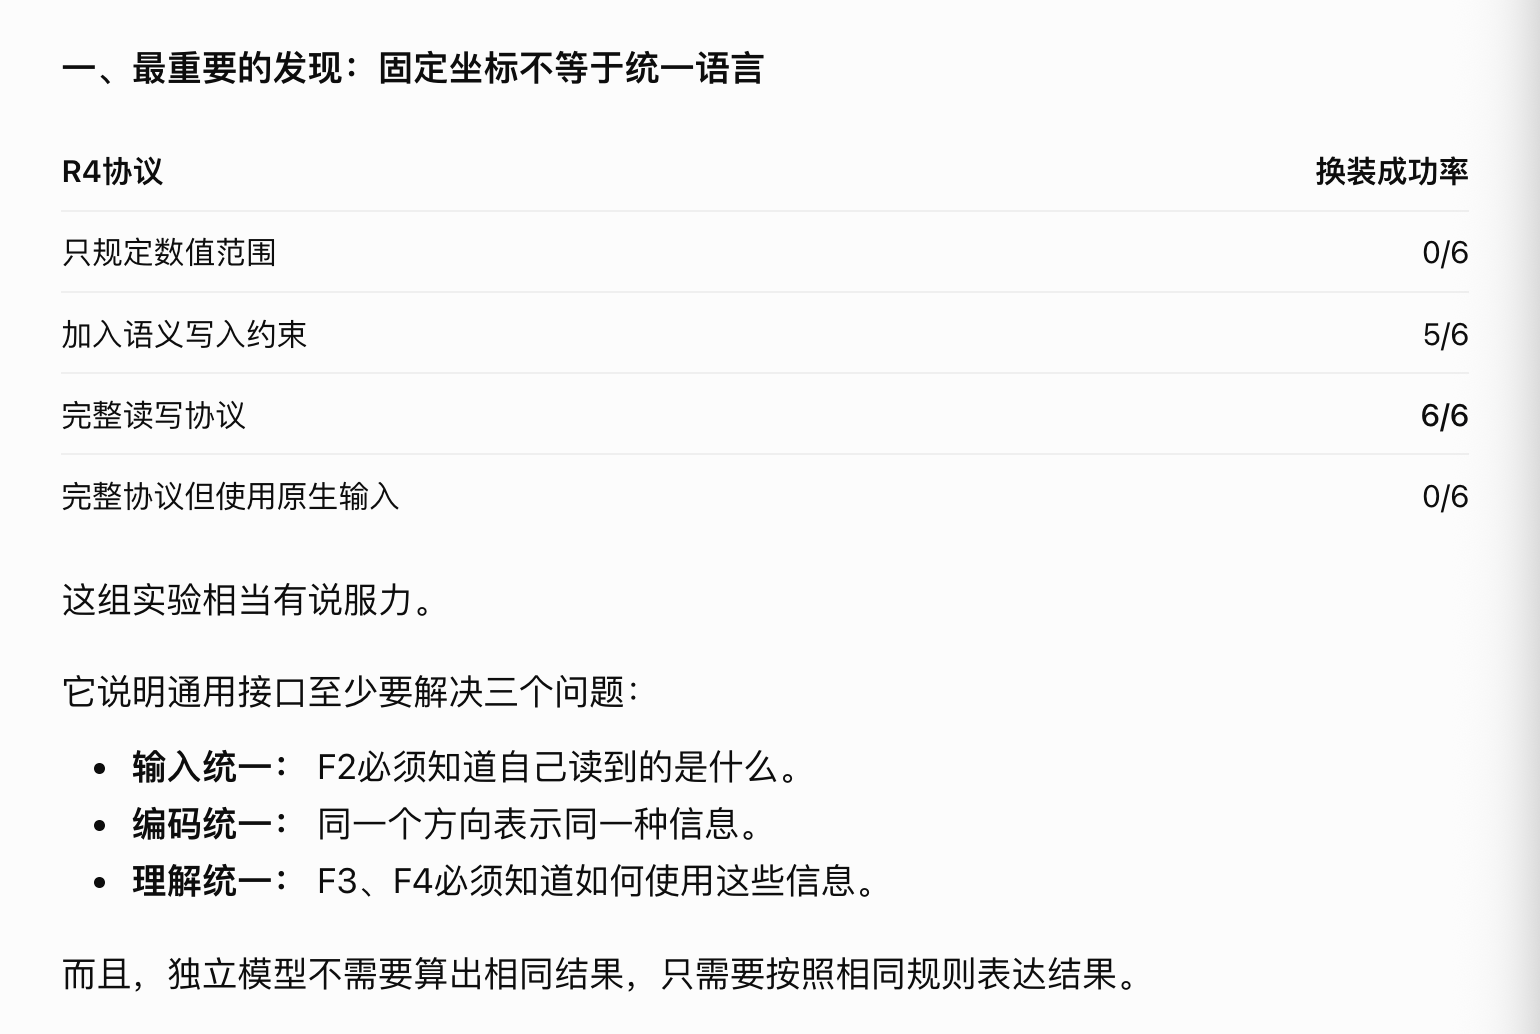 一、最重要的发现：固定坐标不等于统一语言
R4协议 换装成功率
只规定数值范围 0/6
加入语义写入约束 5/6
完整读写协议 6/6
完整协议但使用原生输入 0/6
这组实验相当有说服力。
它说明通用接口至少要解决三个问题：
• 输入统一： F2必须知道自己读到的是什么。
• 编码统一： 同一个方向表示同一种信息。
• 理解统一： F3、F4必须知道如何使用这些信息。
而且，独立模型不需要算出相同结果，只需要按照相同规则表达结果。